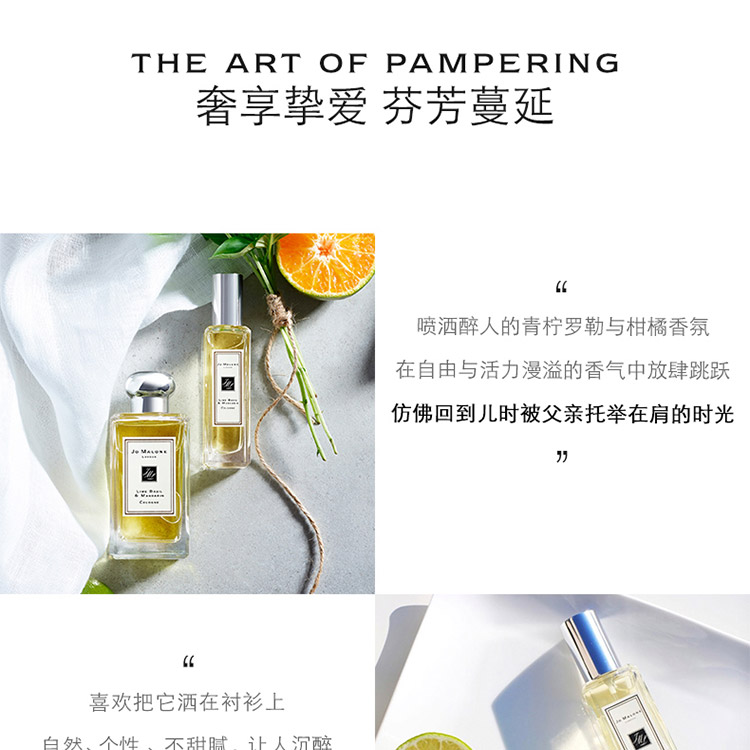 THE ART OF PAMPERING
奢享挚爱 芬芳蔓延
“
喷洒醉人的青柠罗勒与柑橘香氛
在自由与活力漫溢的香气中放肆跳跃
仿佛回到儿时被父亲托举在肩的时光
”
JO MALONE
LONDON
LIME BASIL
& MANDARIN
COLOGNE
JO MALONE
LONDON
LIME BASIL
& MANDARIN
COLOGNE
“
喜欢把它洒在衬衫上
自然、个性、不甜腻，让人沉醉
JO MALONE